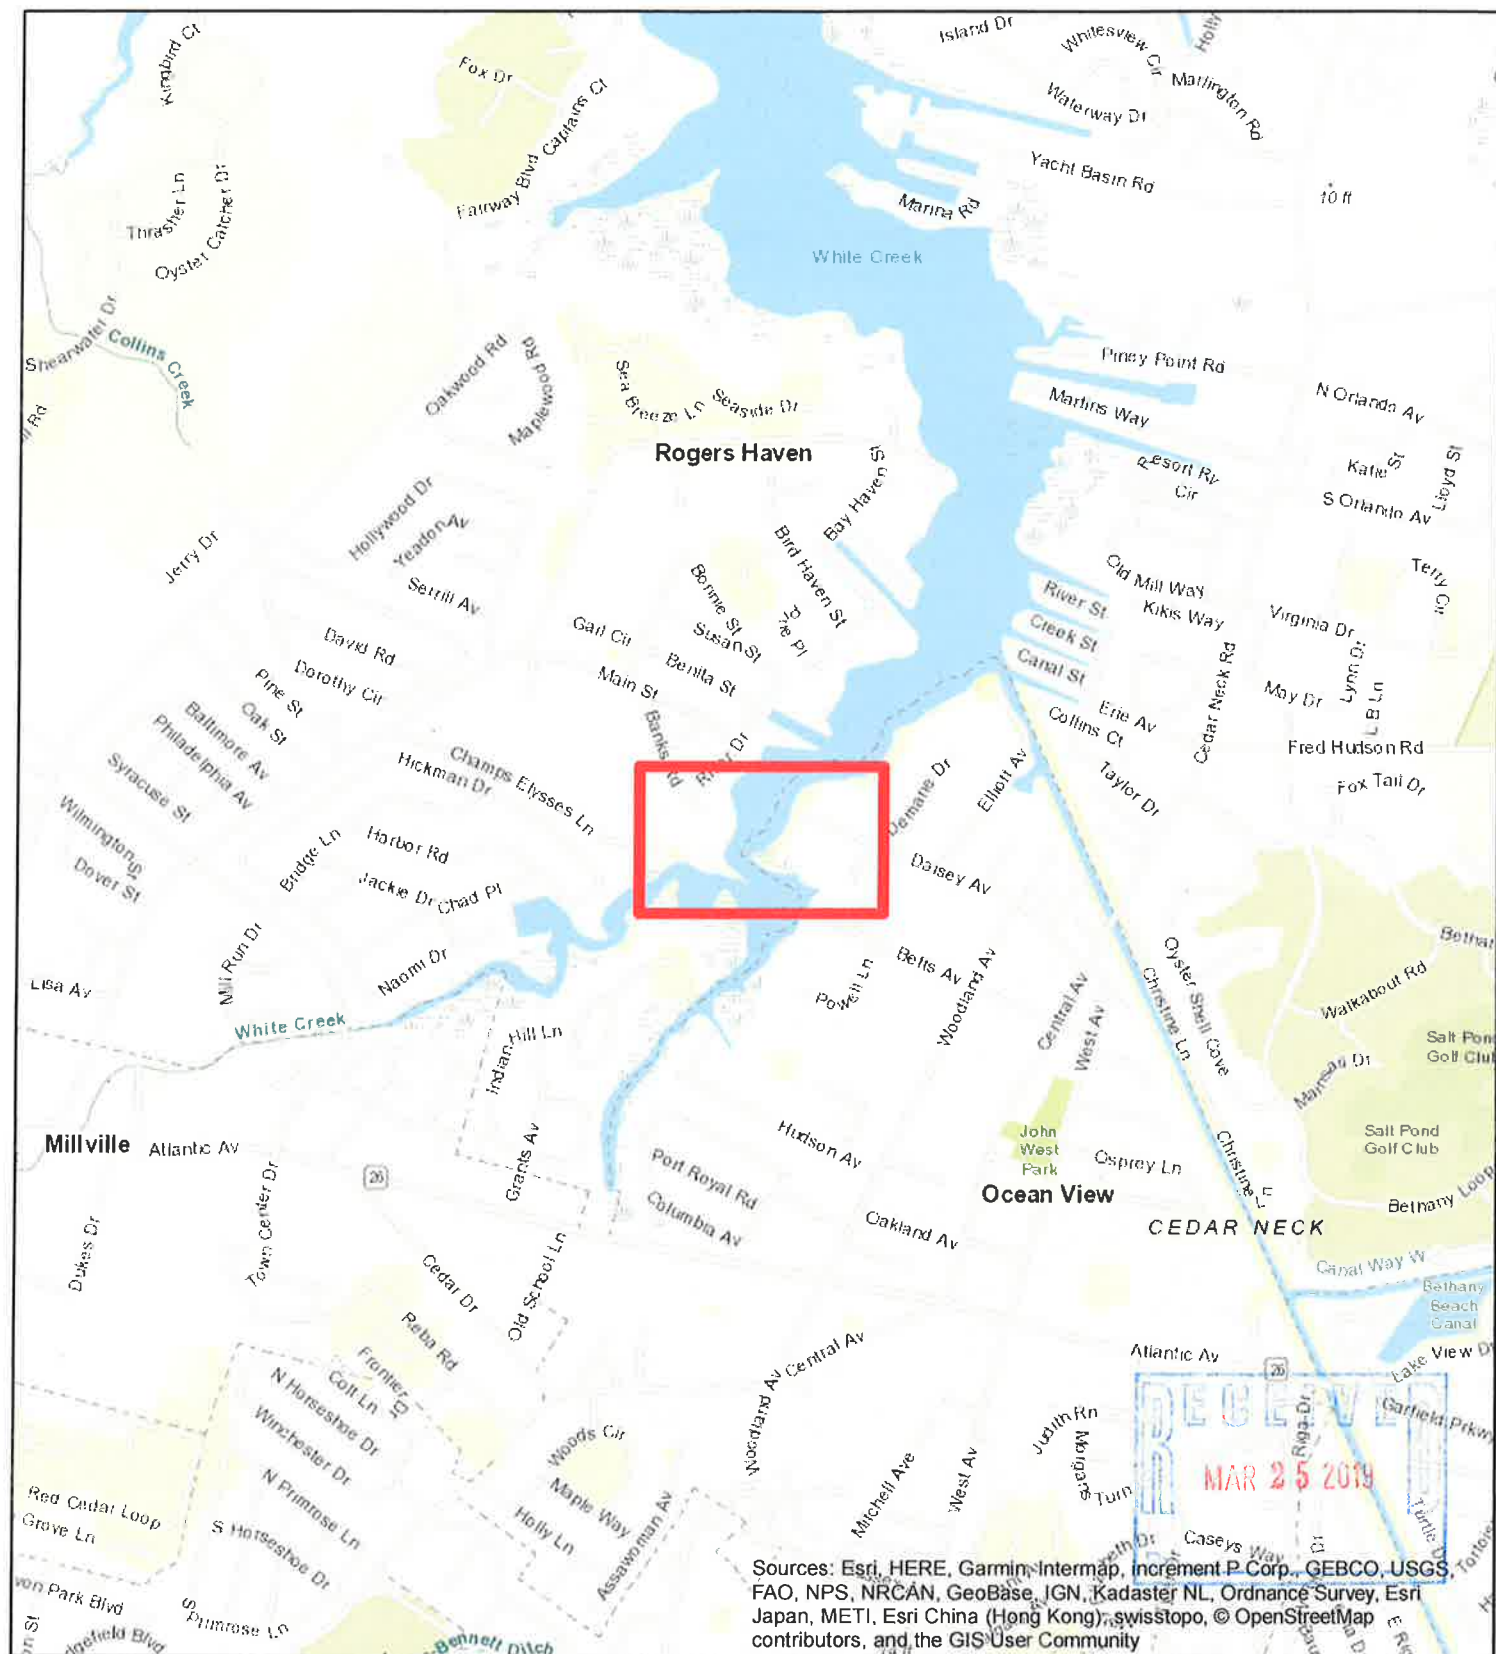 Kingbird Ct
Fox Dr
Captains Ct
Fairway Blvd
Island Dr
Whitesview Cir
Holly
Marlington Rd
Waterway Dr
Yacht Basin Rd
10 ft
Marina Rd
White Creek
Thrasher Ln
Oyster Catcher Dr
Shearwater Dr
Collins Creek
Oakwood Rd
Maplewood Rd
Sea Breeze Ln
Seaside Dr
Rogers Haven
Piney Point Rd
Martins Way
N Orlando Av
Resort Rv
Cir
Katie St
Lloyd St
S Orlando Av
Bay Haven St
Hollywood Dr
Yeadon Av
Jerry Dr
Serrill Av
Bird Haven St
Bonnie St
Susan St
Gail Cir
Benita St
Main St
Banks Rd
River Dr
Old Mill Way
River St
Kikis Way
Creek St
Canal St
Terry Cir
Virginia Dr
Lynn Dr
May Dr
L B Ln
Cedar Neck Rd
Erie Av
Collins Ct
Fred Hudson Rd
Fox Tail Dr
Taylor Dr
Elliott Av
Demarie Dr
Daisey Av
David Rd
Dorothy Cir
Pine St
Oak St
Baltimore Av
Philadelphia Av
Syracuse St
Wilmington St
Dover St
Champs Elysses Ln
Hickman Dr
Harbor Rd
Bridge Ln
Jackie Dr
Chad Pl
Mill Run Dr
Naomi Dr
Lisa Av
White Creek
Indian Hill Ln
Powell Ln
Betts Av
Woodland Av
Central Av
West Av
Oyster Shell Cove
Christine Ln
Walkabout Rd
Salt Pond
Golf Club
Salt Pond
Golf Club
Bethany Loop
Millville
Atlantic Av
26
Grants Av
Town Center Dr
Dukes Dr
Hudson Av
Port Royal Rd
Columbia Av
Oakland Av
John
West
Park
Osprey Ln
Christine Ln
Ocean View
CEDAR NECK
Canal Way W
Bethany
Beach
Canal
Lake View Dr
Cedar Dr
Old School Ln
Reba Rd
Frontier Dr
Colt Ln
N Horseshoe Dr
Winchester Dr
N Primrose Ln
S Horseshoe Dr
S Primrose Ln
Red Cedar Loop
Grove Ln
Bennett Ditch
Woods Cir
Maple Way
Holly Ln
Assawoman Av
Woodland Av
Central Av
Mitchell Ave
West Av
Judith Rn
Morgans Turn
Atlantic Av
26
Riga Dr
Garfield Prkwy
RECEIVED
MAR 25 2019
Caseys Way
Sources: Esri, HERE, Garmin, Intermap, increment P Corp., GEBCO, USGS,
FAO, NPS, NRCAN, GeoBase, IGN, Kadaster NL, Ordnance Survey, Esri
Japan, METI, Esri China (Hong Kong), swisstopo, © OpenStreetMap
contributors, and the GIS User Community